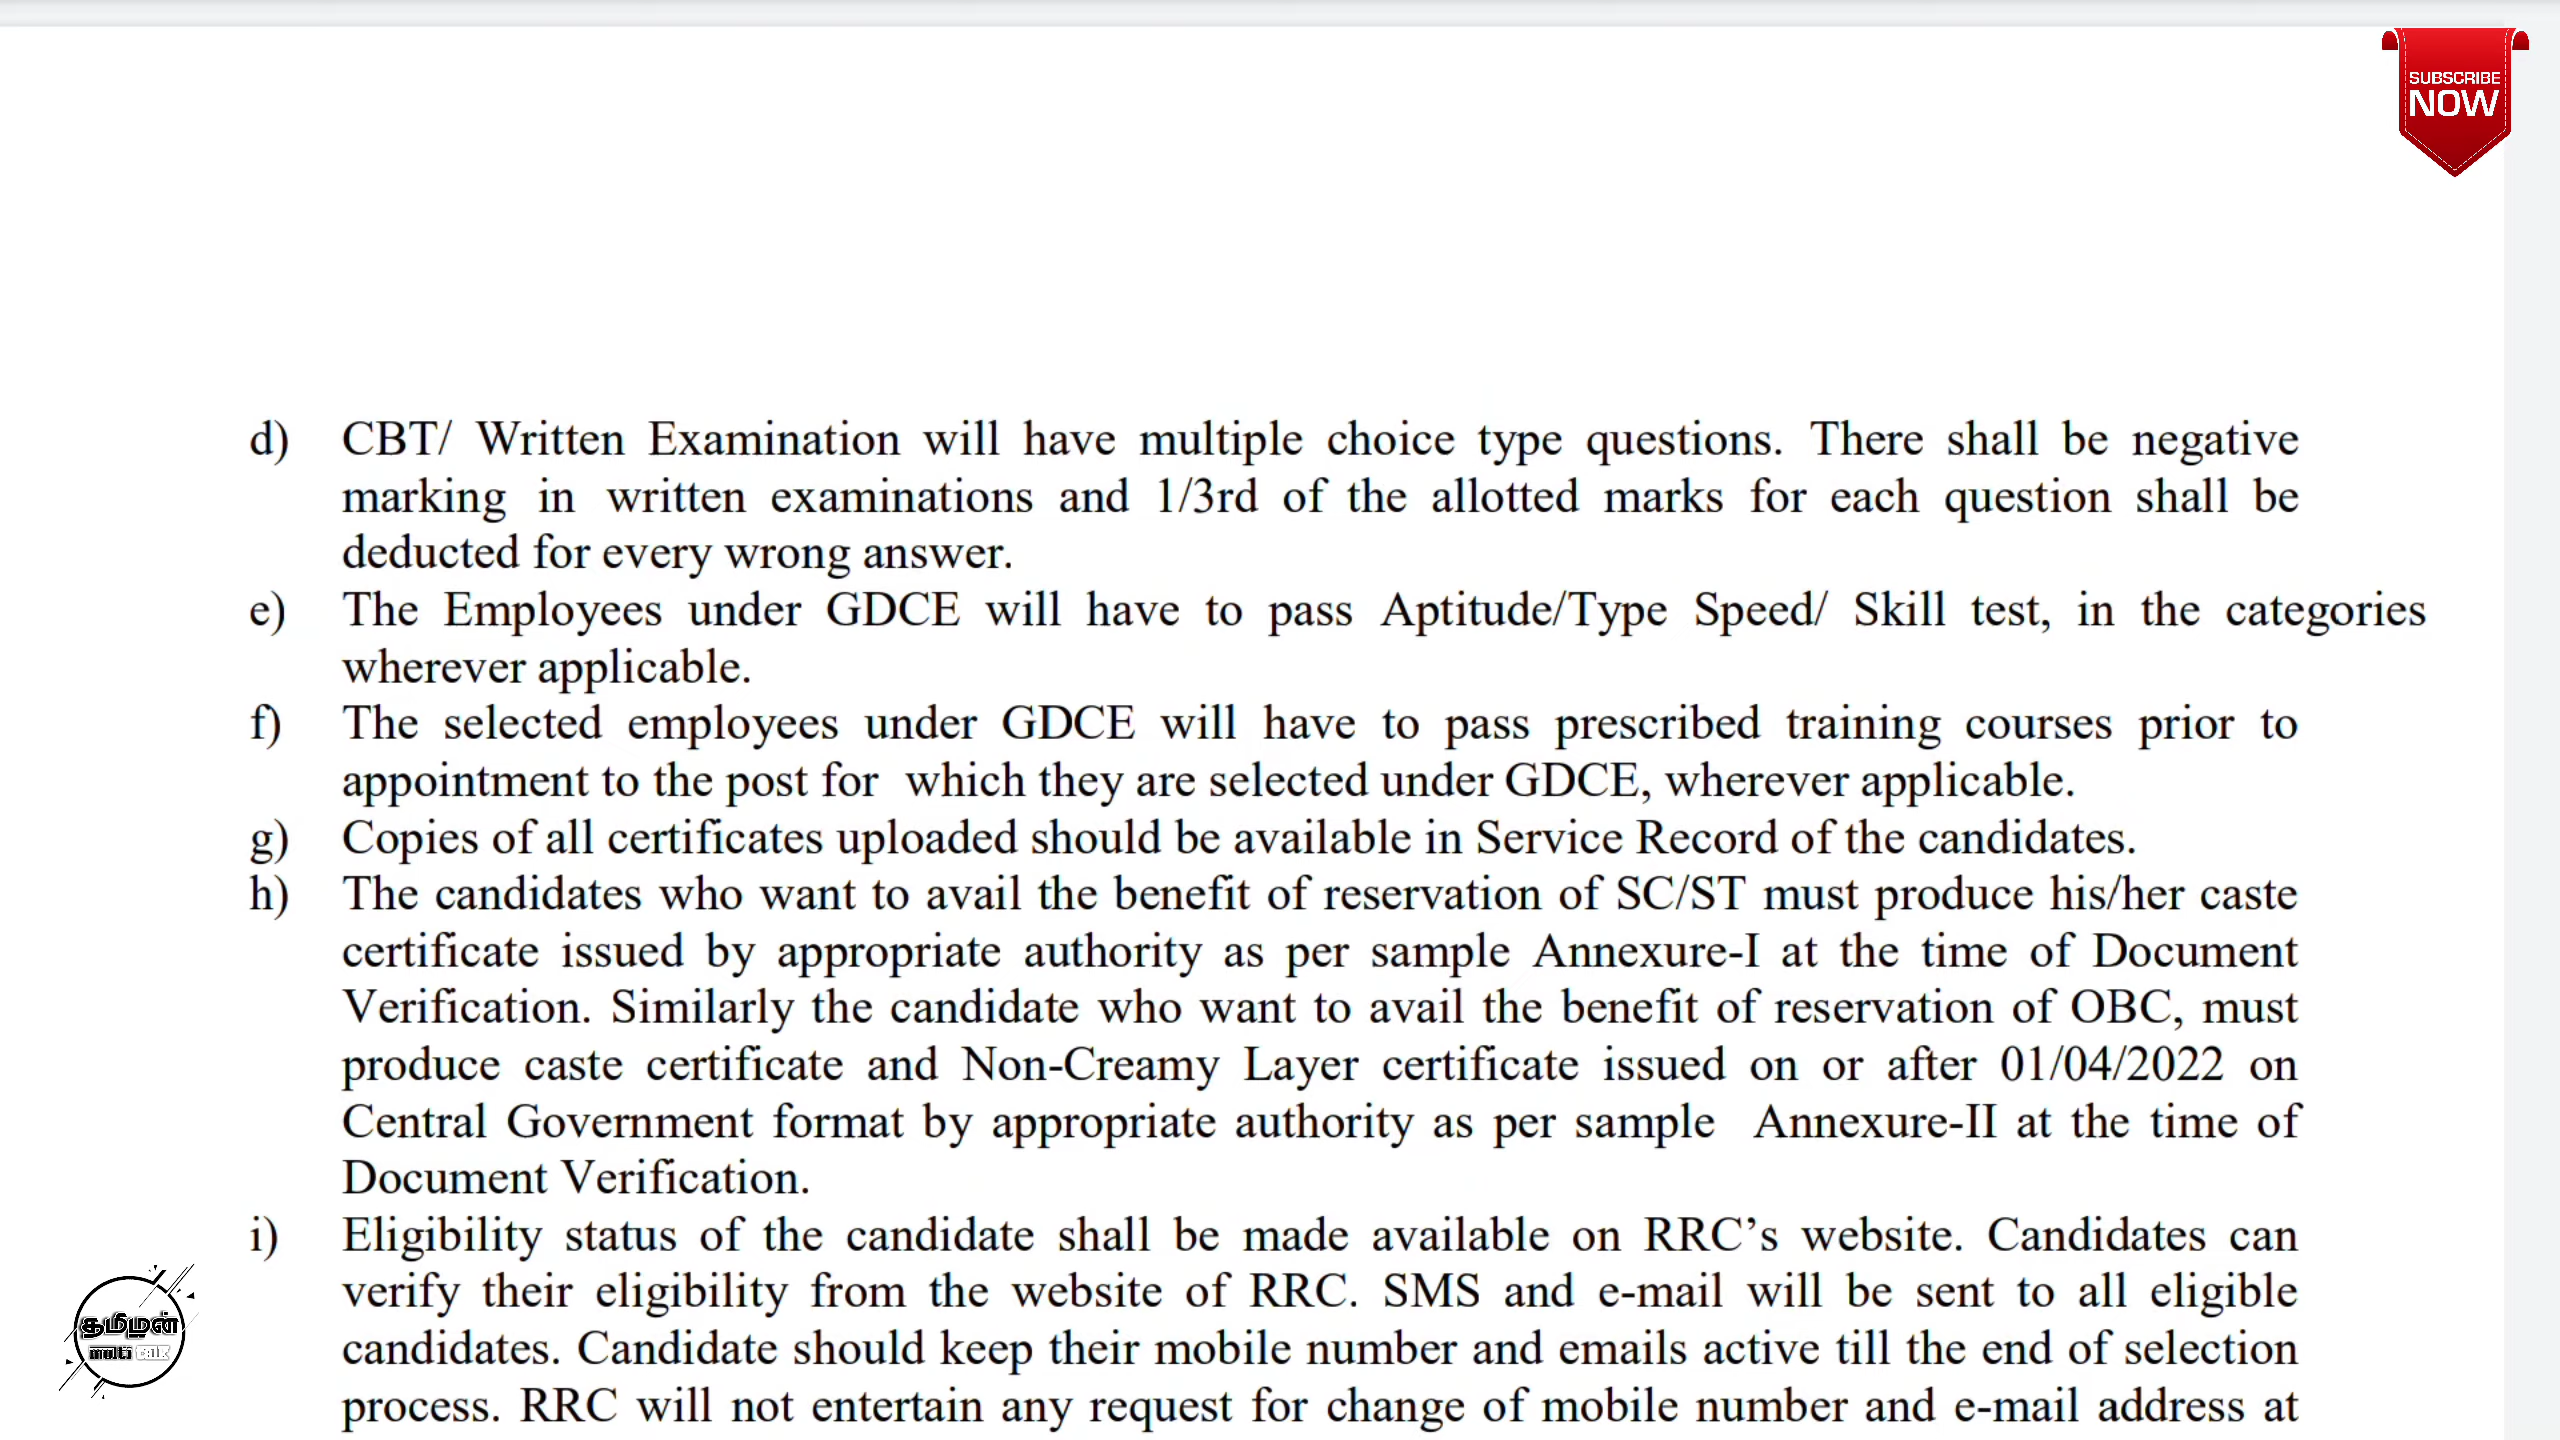 SUBSCRIBE
NOW
d) CBT/ Written Examination will have multiple choice type questions. There shall be negative
marking in written examinations and 1/3rd of the allotted marks for each question shall be
deducted for every wrong answer.
e) The Employees under GDCE will have to pass Aptitude/Type Speed/ Skill test, in the categories
wherever applicable.
f) The selected employees under GDCE will have to pass prescribed training courses prior to
appointment to the post for which they are selected under GDCE, wherever applicable.
g) Copies of all certificates uploaded should be available in Service Record of the candidates.
h) The candidates who want to avail the benefit of reservation of SC/ST must produce his/her caste
certificate issued by appropriate authority as per sample Annexure-I at the time of Document
Verification. Similarly the candidate who want to avail the benefit of reservation of OBC, must
produce caste certificate and Non-Creamy Layer certificate issued on or after 01/04/2022 on
Central Government format by appropriate authority as per sample Annexure-II at the time of
Document Verification.
i) Eligibility status of the candidate shall be made available on RRC’s website. Candidates can
verify their eligibility from the website of RRC. SMS and e-mail will be sent to all eligible
candidates. Candidate should keep their mobile number and emails active till the end of selection
process. RRC will not entertain any request for change of mobile number and e-mail address at
தமிழன்
multi talk